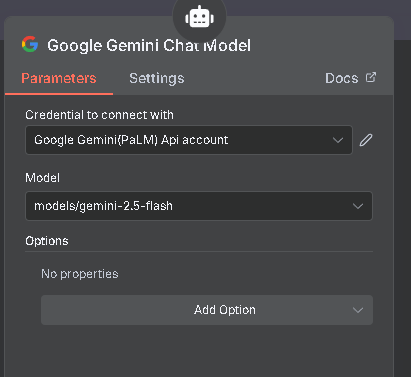 Google Gemini Chat Model
Parameters Settings Docs
Credential to connect with
Google Gemini(PaLM) Api account
Model
models/gemini-2.5-flash
Options
No properties
Add Option